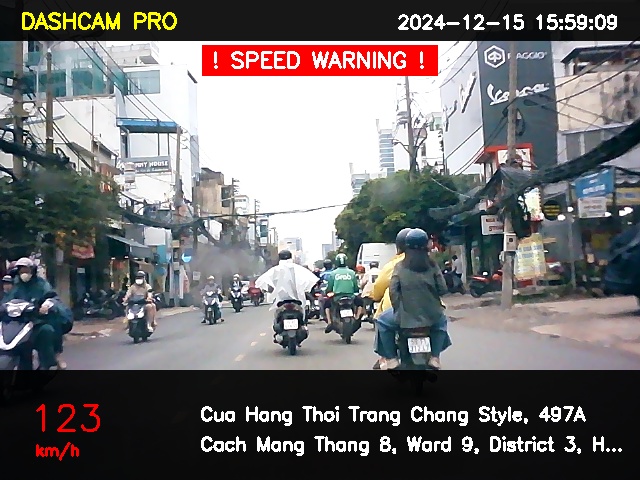 DASHCAM PRO
2024-12-15 15:59:09
! SPEED WARNING !
PIAGGIO
Vespa
Grab
123
km/h
Cua Hang Thoi Trang Chang Style, 497A
Cach Mang Thang 8, Ward 9, District 3, H...